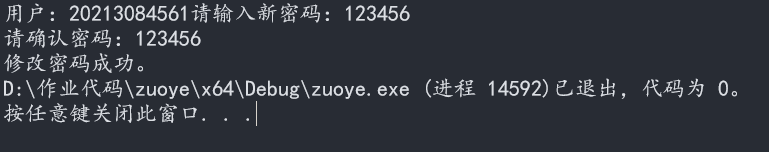 用户：20213084561请输入新密码：123456
请确认密码：123456
修改密码成功。
D:\作业代码\zuoye\x64\Debug\zuoye.exe (进程 14592)已退出，代码为 0。
按任意键关闭此窗口. . .